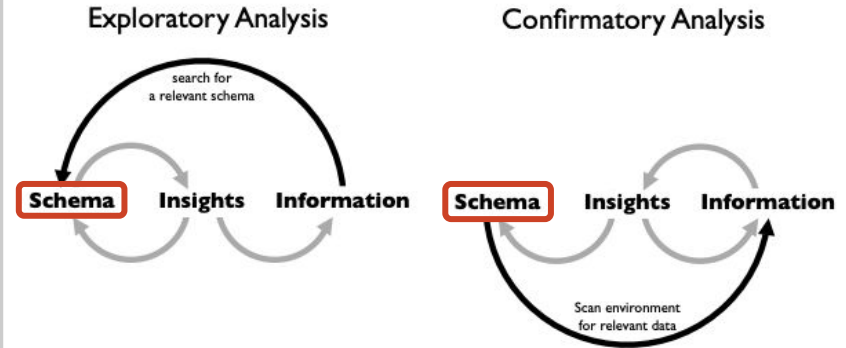 Exploratory Analysis
search for
a relevant schema
Schema Insights Information
Confirmatory Analysis
Schema Insights Information
Scan environment
for relevant data